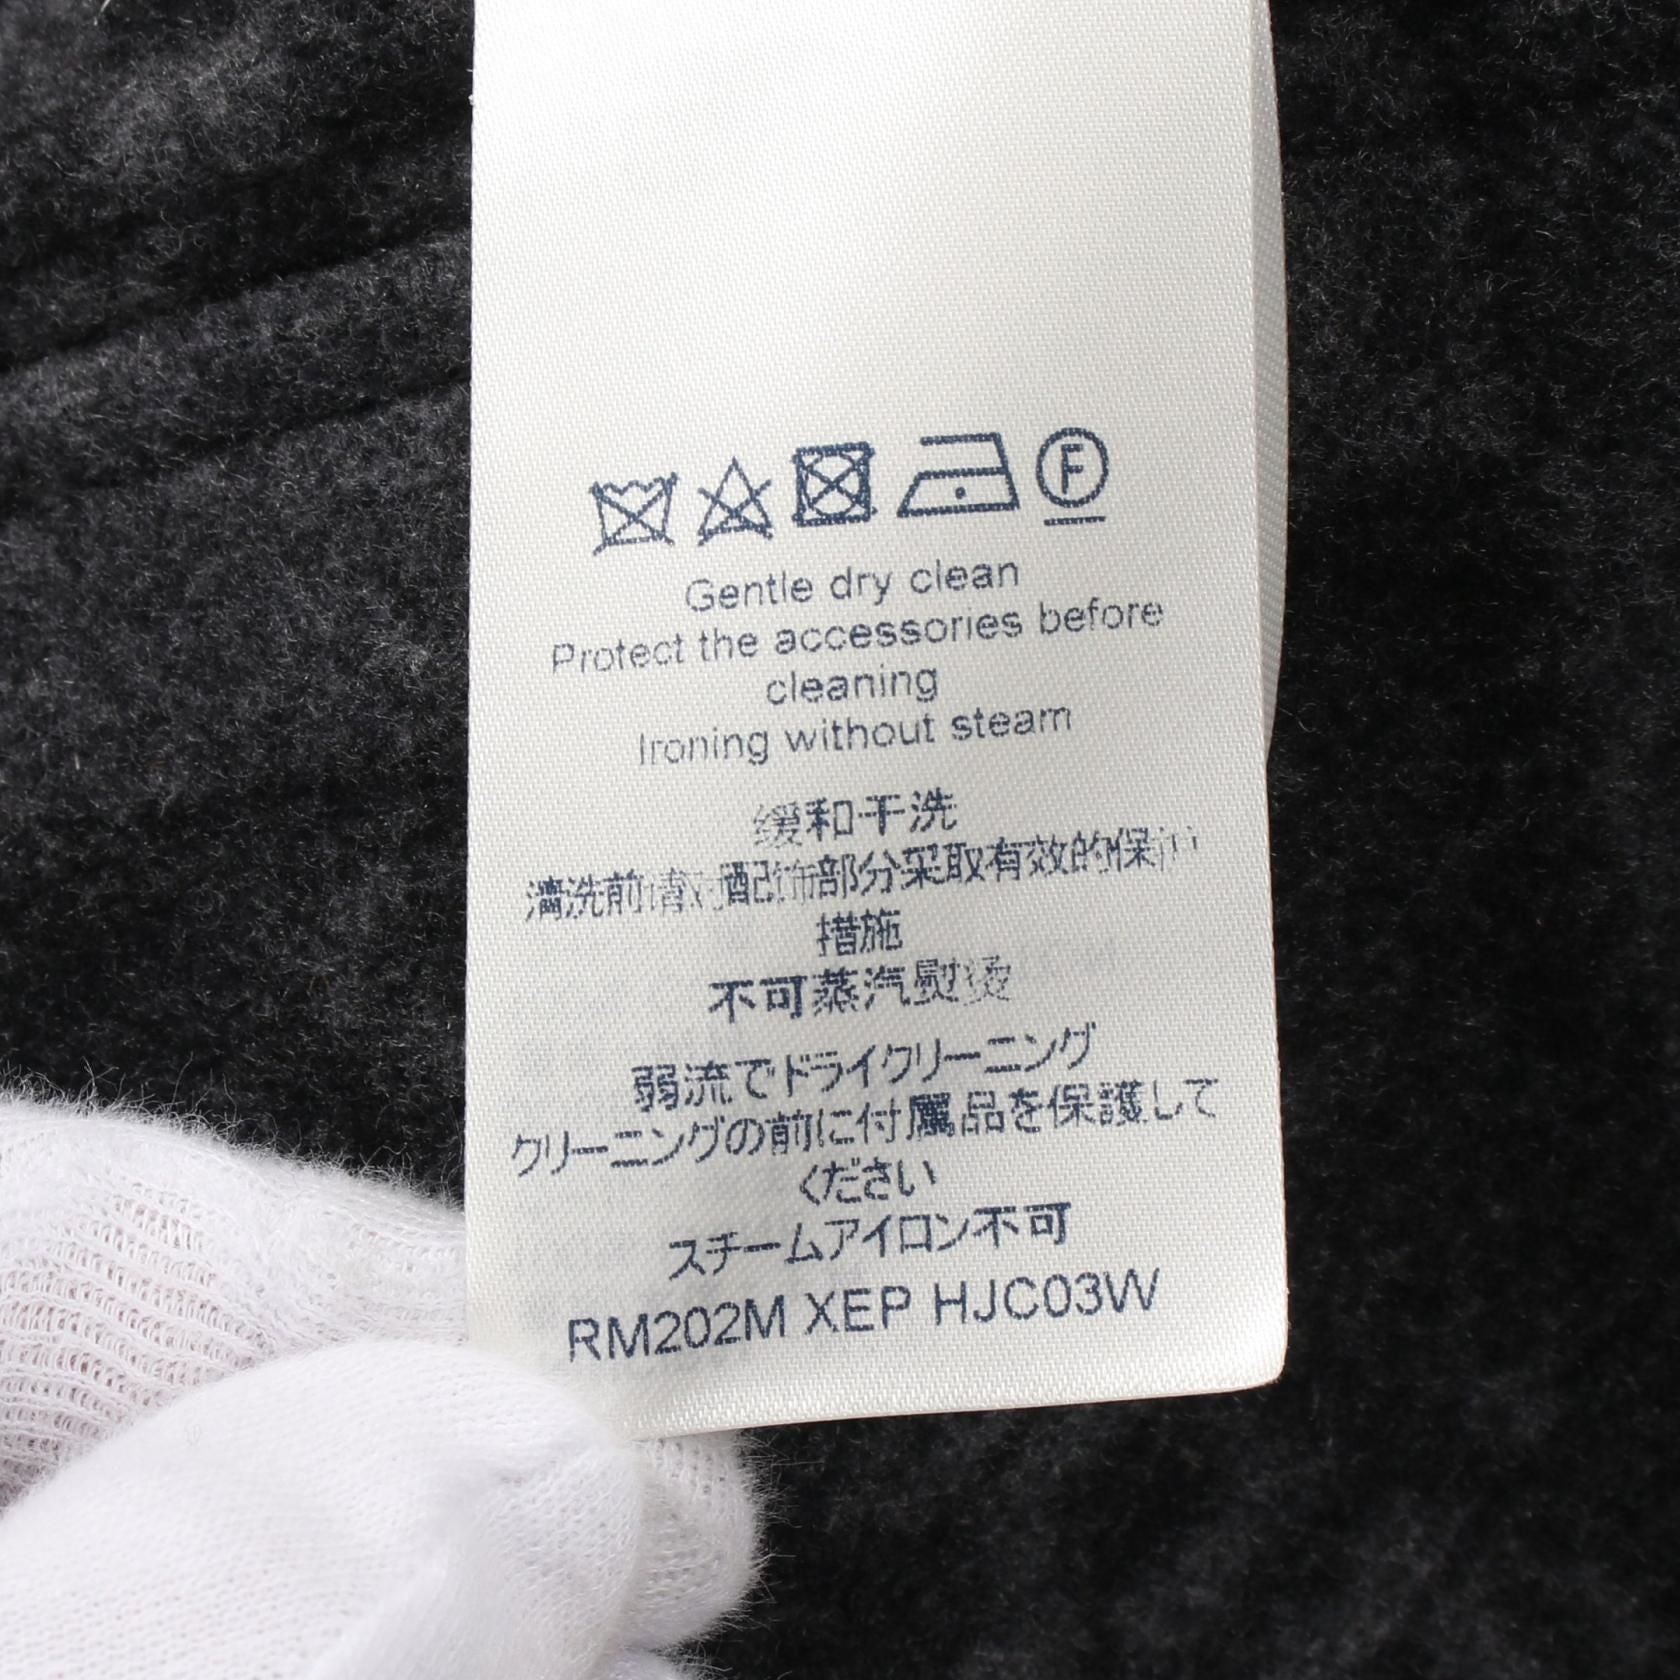 F
Gentle dry clean
Protect the accessories before
cleaning
Ironing without steam
缓和干洗
清洗前请对配饰部分采取有效的保护
措施
不可蒸汽熨烫
弱流でドライクリーニング
クリーニングの前に付属品を保護して
ください
スチームアイロン不可
RM202M XEP HJC03W